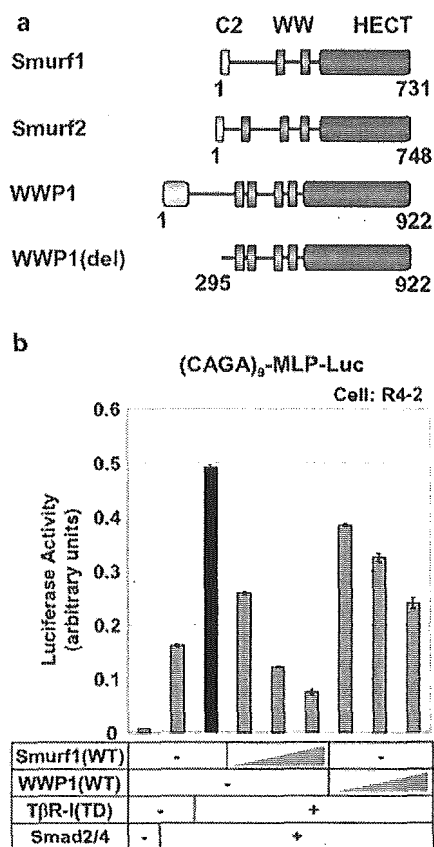 a
C2 WW HECT
Smurf1
1 731
Smurf2
1 748
WWP1
1 922
WWP1(del)
295 922
b
(CAGA)9-MLP-Luc
Cell: R4-2
Luciferase Activity
(arbitrary units)
0.6
0.5
0.4
0.3
0.2
0.1
0
Smurf1(WT) - -
WWP1(WT) -
TβR-I(TD) - +
Smad2/4 - +